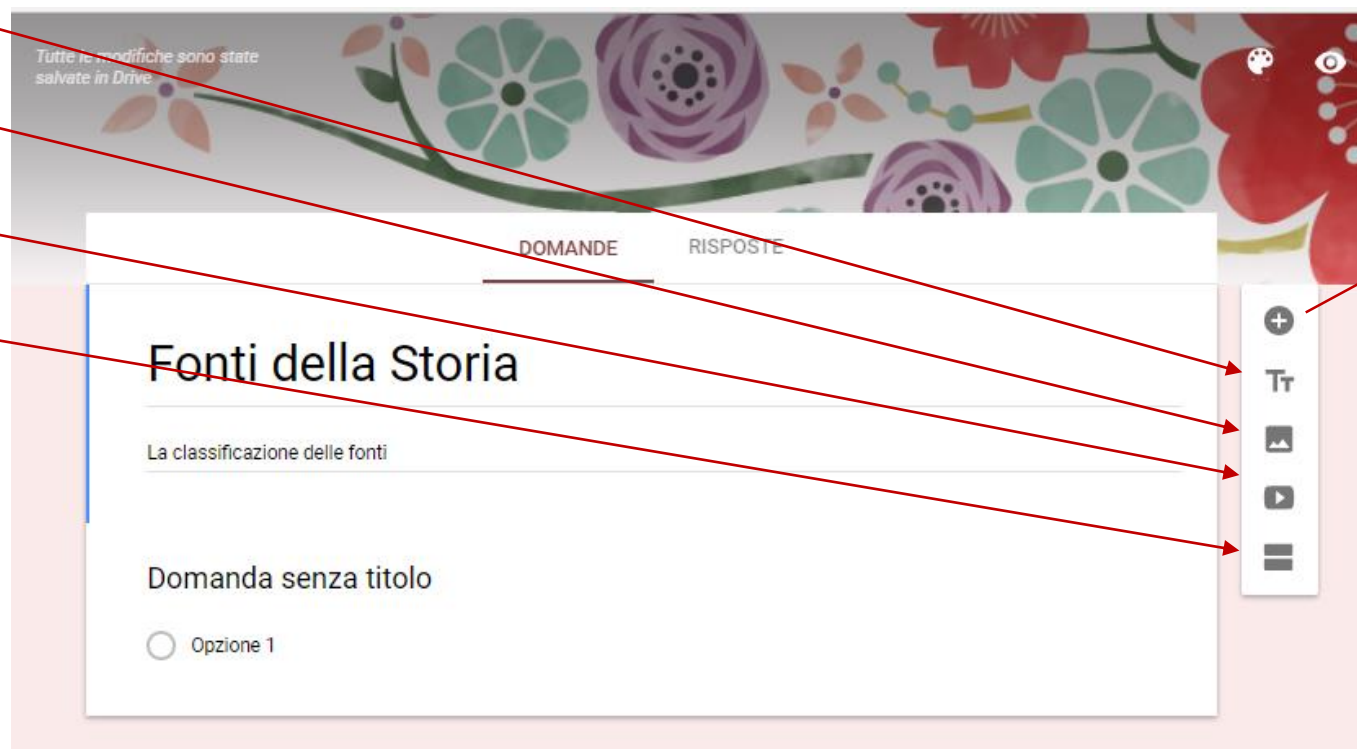 Tutte le modifiche sono state
salvate in Drive
DOMANDE RISPOSTE
Fonti della Storia
La classificazione delle fonti
Domanda senza titolo
Opzione 1
Tт